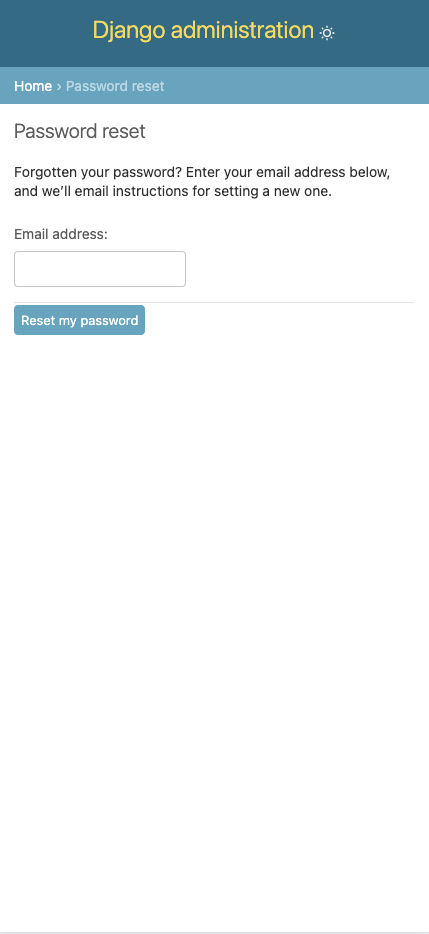 Django administration
Home › Password reset
Password reset
Forgotten your password? Enter your email address below,
and we’ll email instructions for setting a new one.
Email address:
Reset my password